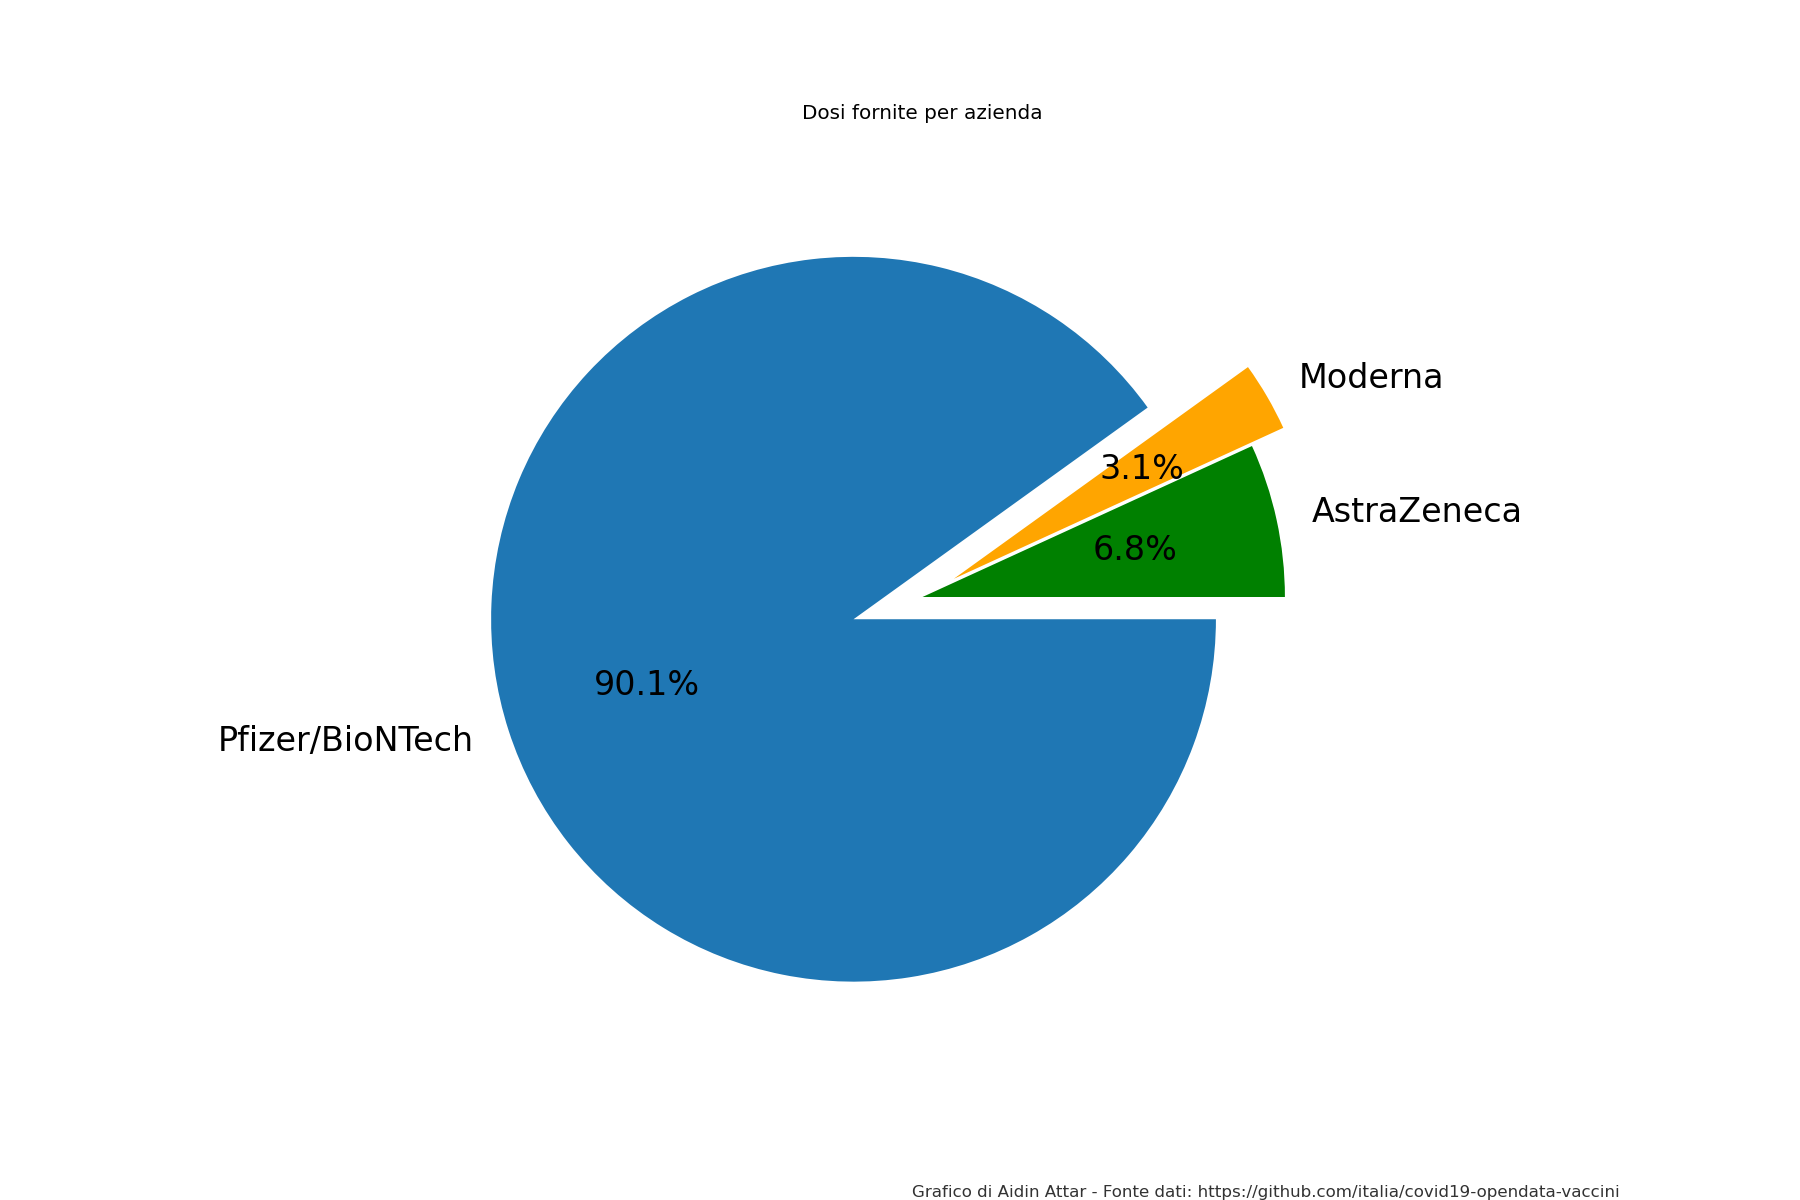 Dosi fornite per azienda
Moderna
3.1%
AstraZeneca
6.8%
90.1%
Pfizer/BioNTech
Grafico di Aidin Attar - Fonte dati: https://github.com/italia/covid19-opendata-vaccini